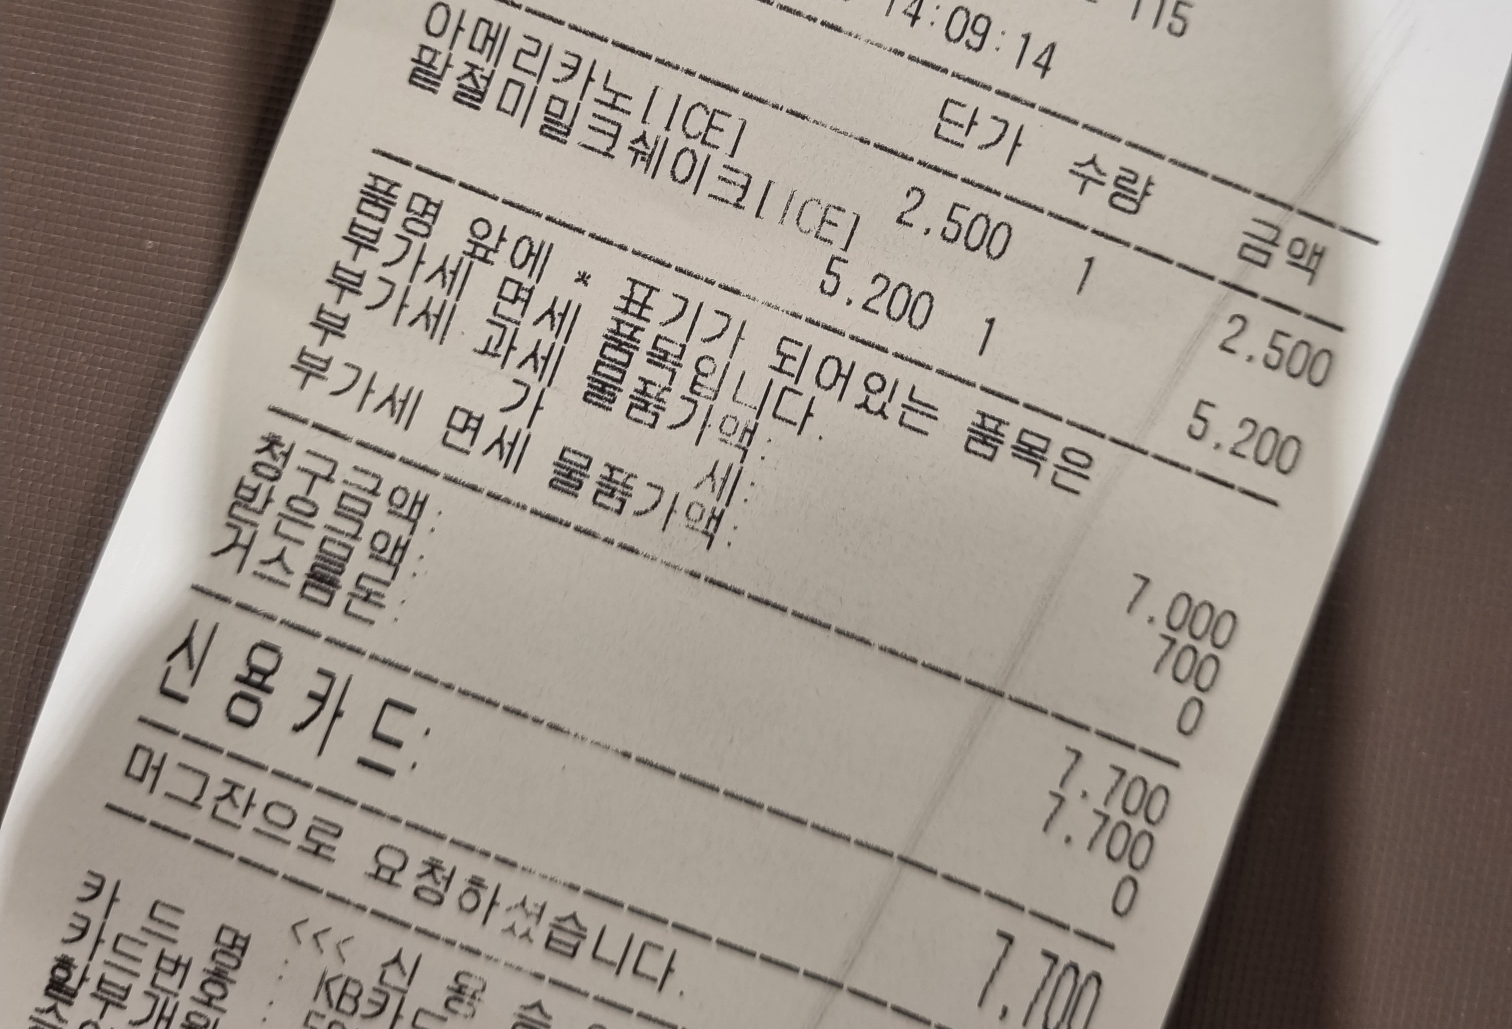 115
14:09:14
단가 수량 금액
아메리카노[ICE]
2.500 1 2.500
팥절미밀크쉐이크[ICE]
5.200 1 5.200
품명 앞에 * 표기가 되어있는 품목은
부가세 면세 품목입니다.
부가세 과세 물품가액: 7.000
부 가 세: 700
부가세 면세 물품가액: 0
청구금액: 7.700
받은금액: 7.700
거스름돈: 0
신용카드: 7,700
머그잔으로 요청하셨습니다.
<<< 신 용 승
카 드 명 : KB카드
카드번호 :
할부개월